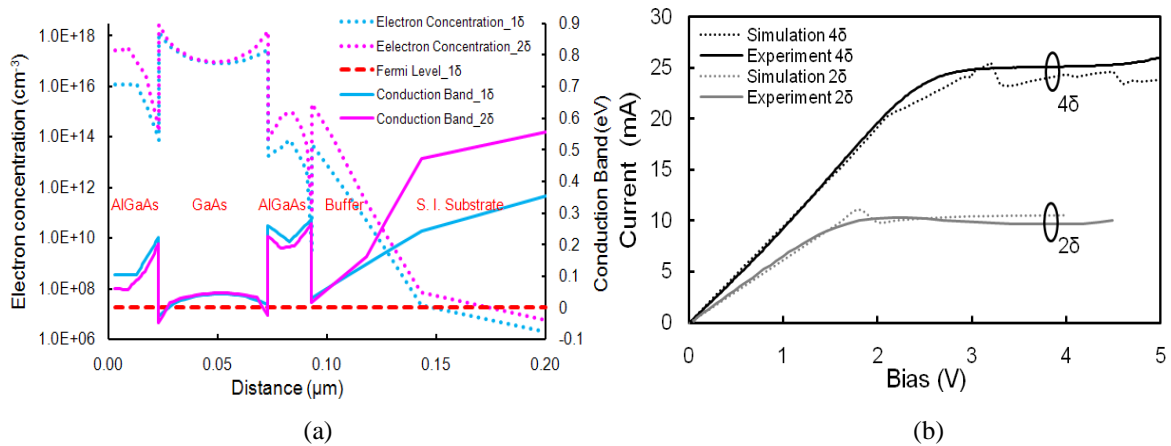 Electron concentration (cm-3)
1.0E+18
1.0E+16
1.0E+14
1.0E+12
1.0E+10
1.0E+08
1.0E+06
0.00
0.05
0.10
0.15
0.20
Distance (µm)
Electron Concentration_1δ
Eelectron Concentration_2δ
Fermi Level_1δ
Conduction Band_1δ
Conduction Band_2δ
AlGaAs
GaAs
AlGaAs
Buffer
S. I. Substrate
0.9
0.8
0.7
0.6
0.5
0.4
0.3
0.2
0.1
0
-0.1
Conduction Band (eV)
(a)
Current (mA)
30
25
20
15
10
5
0
Simulation 4δ
Experiment 4δ
Simulation 2δ
Experiment 2δ
4δ
2δ
0
1
2
3
4
5
Bias (V)
(b)